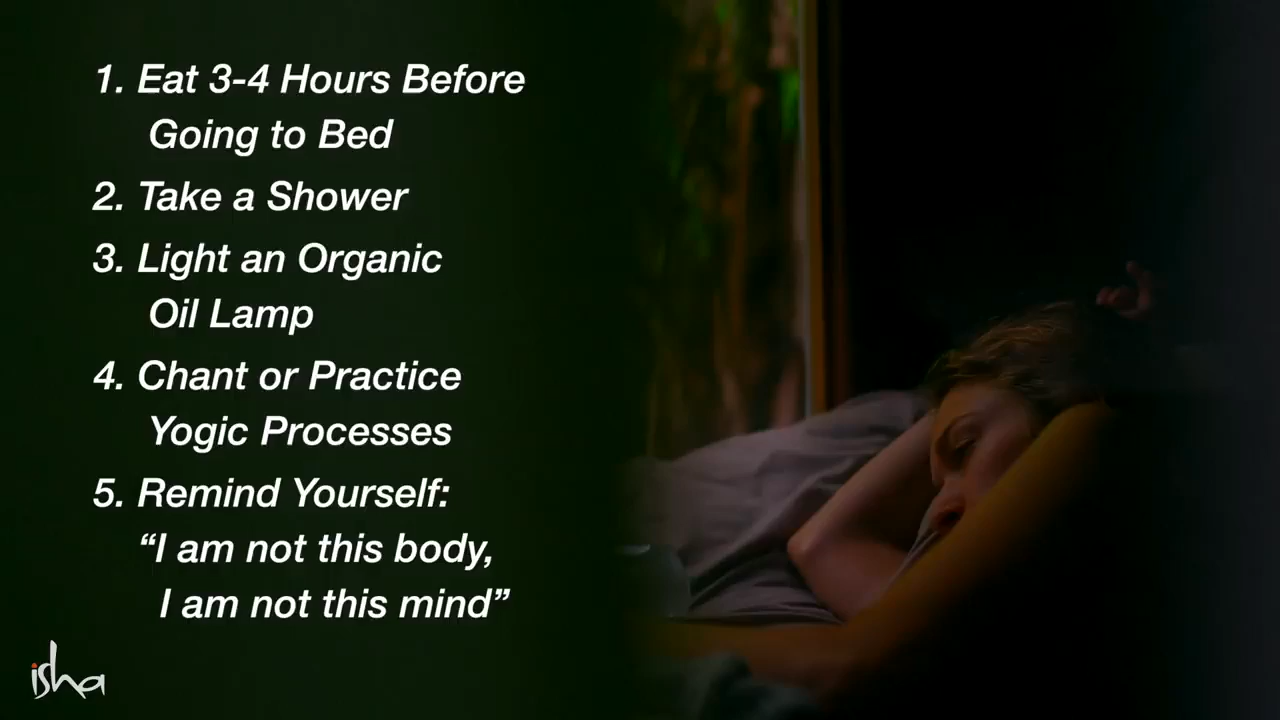 1. Eat 3-4 Hours Before
Going to Bed
2. Take a Shower
3. Light an Organic
Oil Lamp
4. Chant or Practice
Yogic Processes
5. Remind Yourself:
“I am not this body,
I am not this mind”
isha